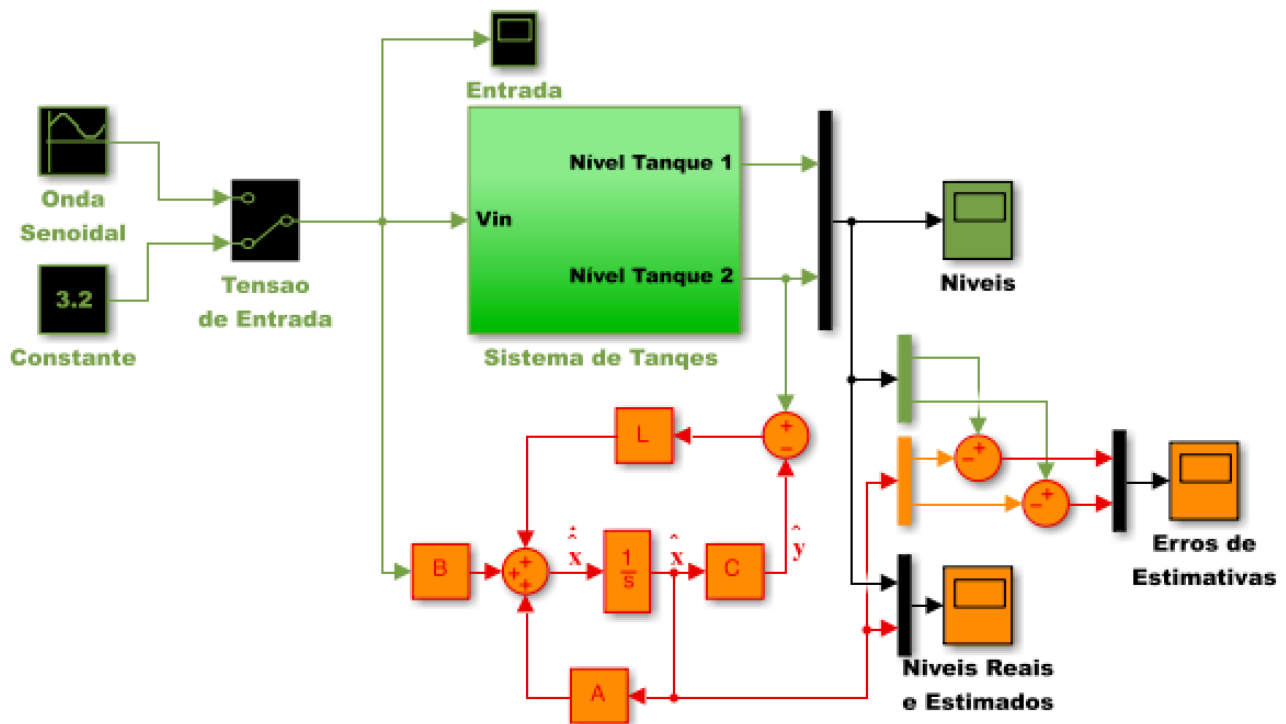 Entrada
Onda
Senoidal
3.2
Constante
Tensao
de Entrada
Vin
Nível Tanque 1
Nível Tanque 2
Sistema de Tanqes
Niveis
+
−
L
B
+
+
+
ẋ̂
1
s
x̂
C
ŷ
A
− +
− +
Erros de
Estimativas
Niveis Reais
e Estimados